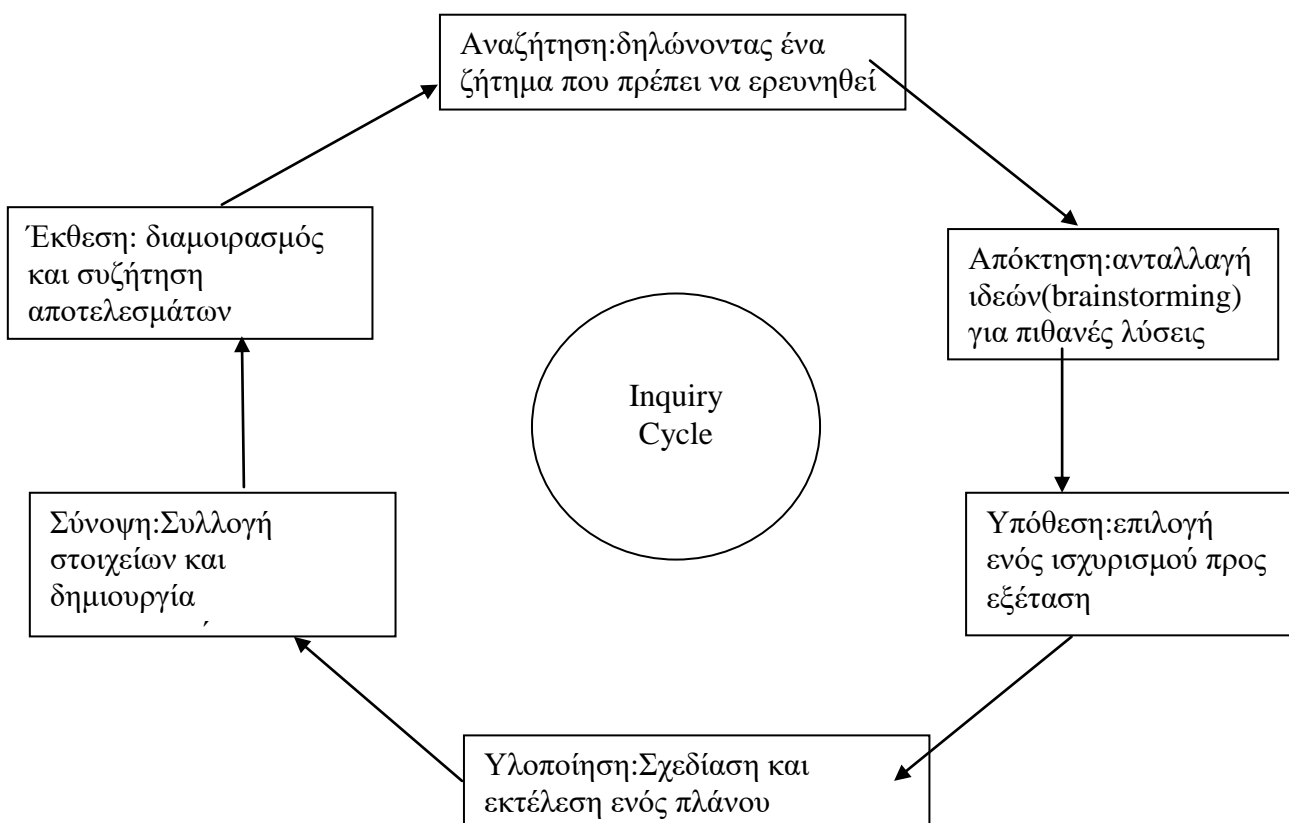 Αναζήτηση:δηλώνοντας ένα
ζήτημα που πρέπει να ερευνηθεί
Έκθεση: διαμοιρασμός
και συζήτηση
αποτελεσμάτων
Απόκτηση:ανταλλαγή
ιδεών(brainstorming)
για πιθανές λύσεις
Inquiry
Cycle
Σύνοψη:Συλλογή
στοιχείων και
δημιουργία
Υπόθεση:επιλογή
ενός ισχυρισμού προς
εξέταση
Υλοποίηση:Σχεδίαση και
εκτέλεση ενός πλάνου